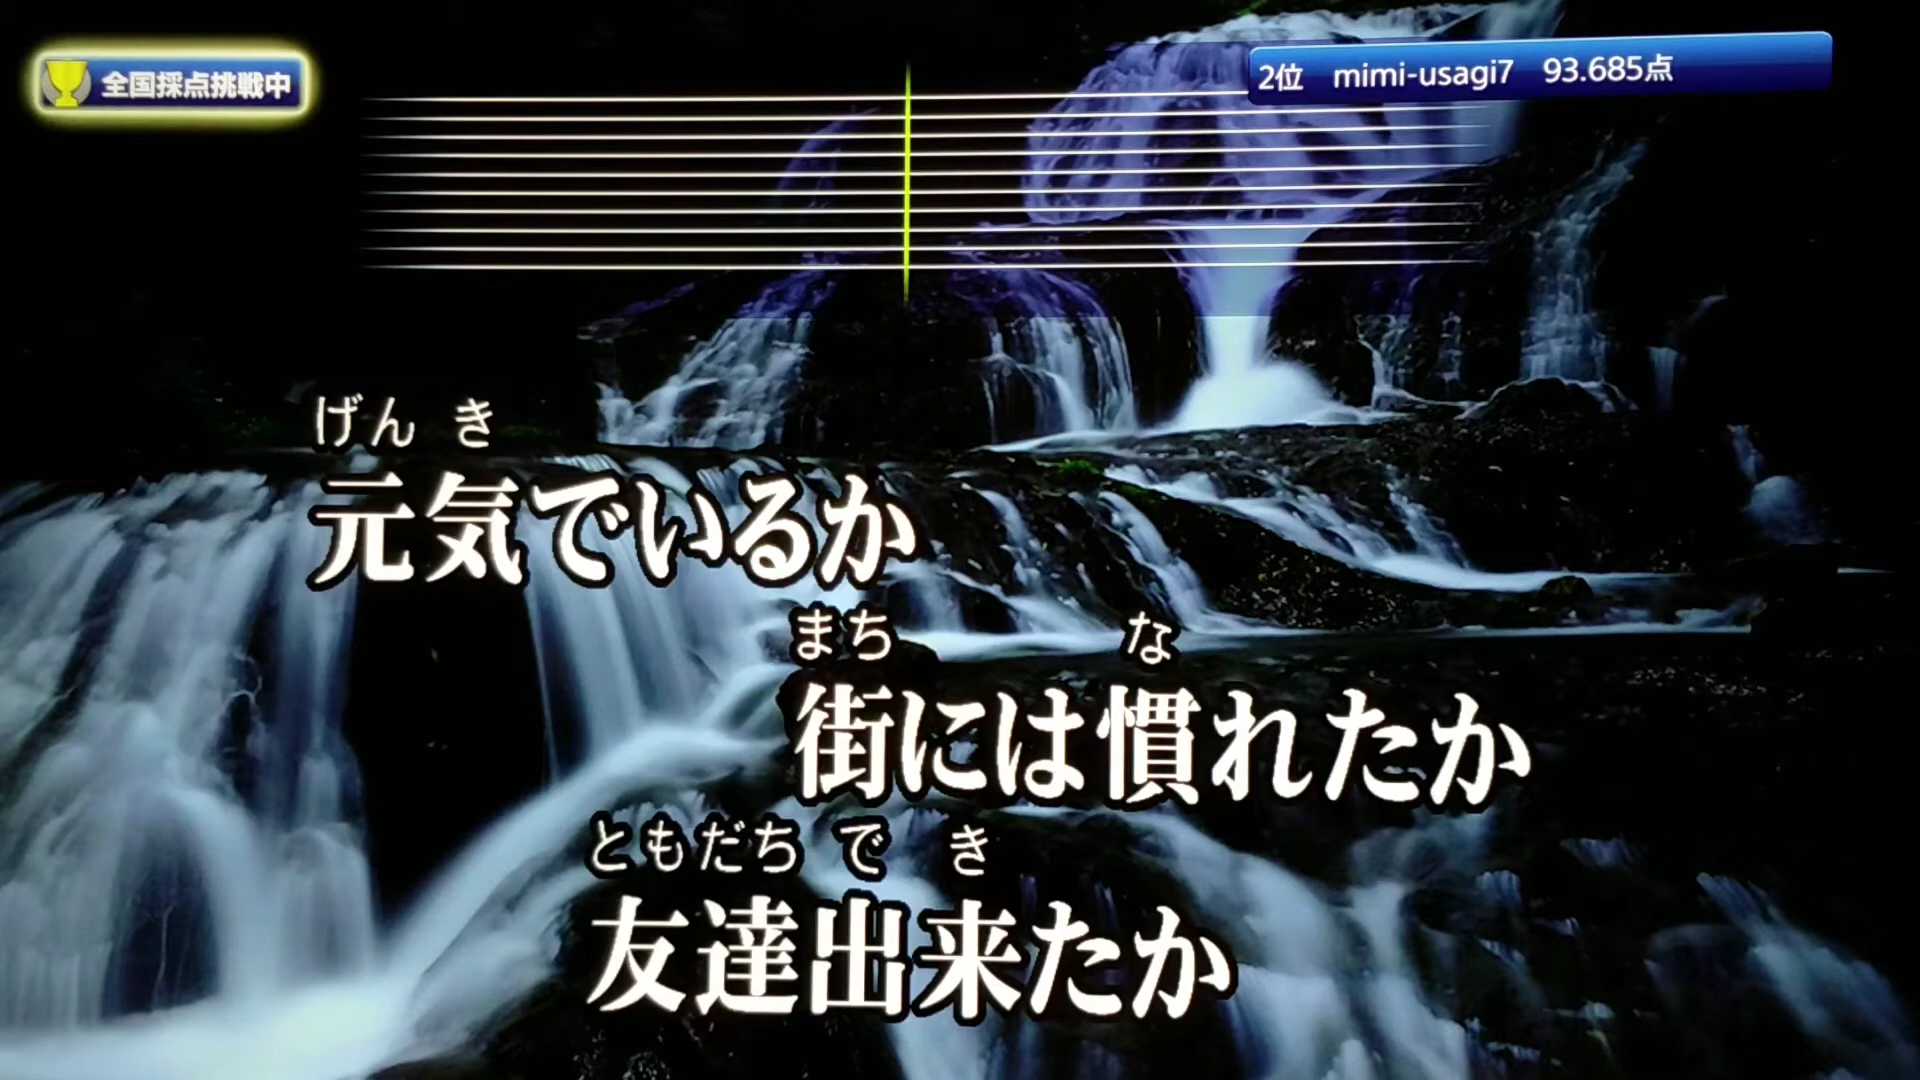 全国採点挑戦中
2位 mimi-usagi7 93.685点
げんき
元気でいるか
まち な
街には慣れたか
ともだち で き
友達出来たか